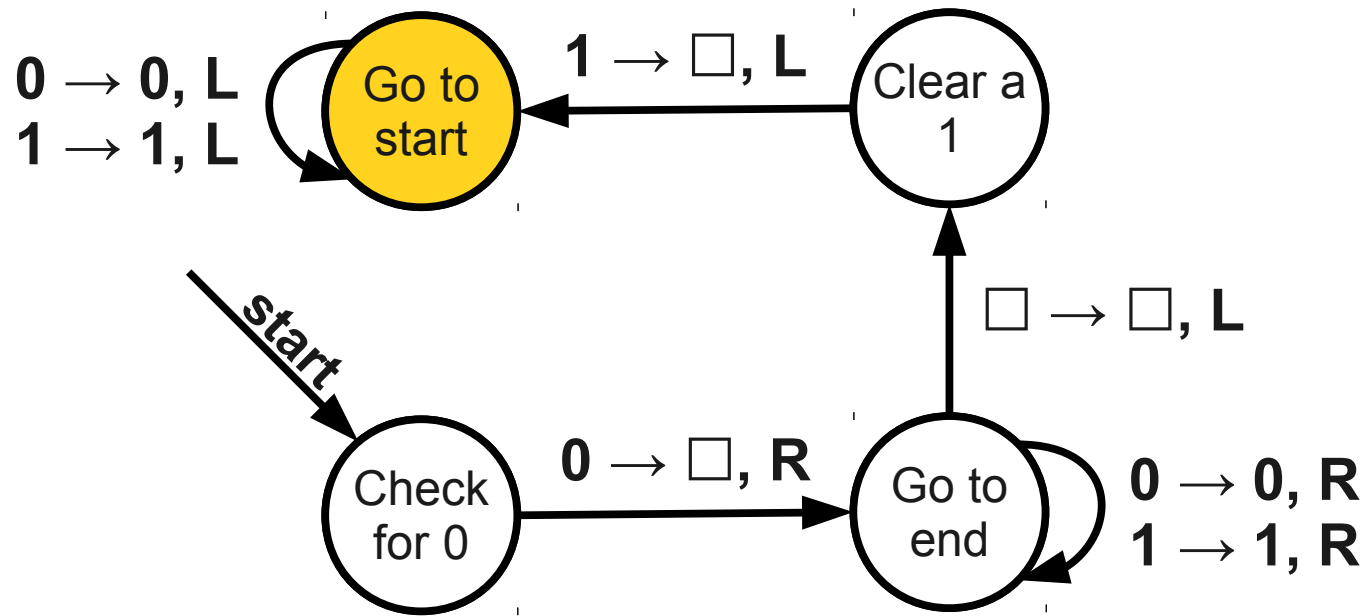 0 → 0, L
1 → 1, L
Go to
start
1 → □, L
Clear a
1
start
□ → □, L
Check
for 0
0 → □, R
Go to
end
0 → 0, R
1 → 1, R